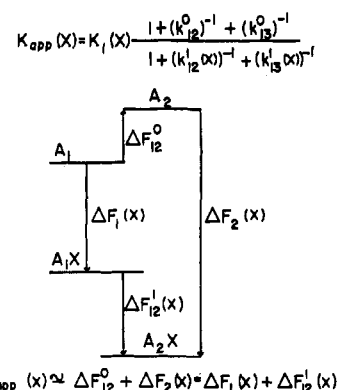 K_app (X) = K_1 (X) (1 + (k_12^0)^-1 + (k_13^0)^-1) / (1 + (k_12^1 (X))^-1 + (k_13^1 (X))^-1)
A_2
ΔF_12^0
A_1
ΔF_1 (X)
ΔF_2 (X)
A_1X
ΔF_12^1 (X)
A_2X
app (X) ≃ ΔF_12^0 + ΔF_2(X) = ΔF_1 (X) + ΔF_12^1 (X)